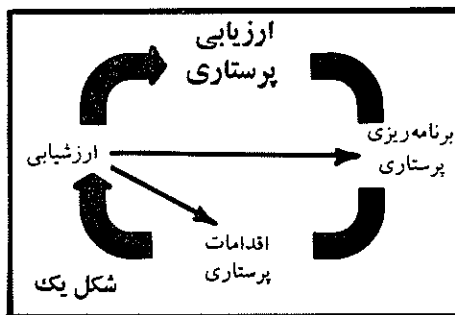 ارزیابی
پرستاری
برنامه‌ریزی
پرستاری
ارزشیابی
اقدامات
پرستاری
شکل یک